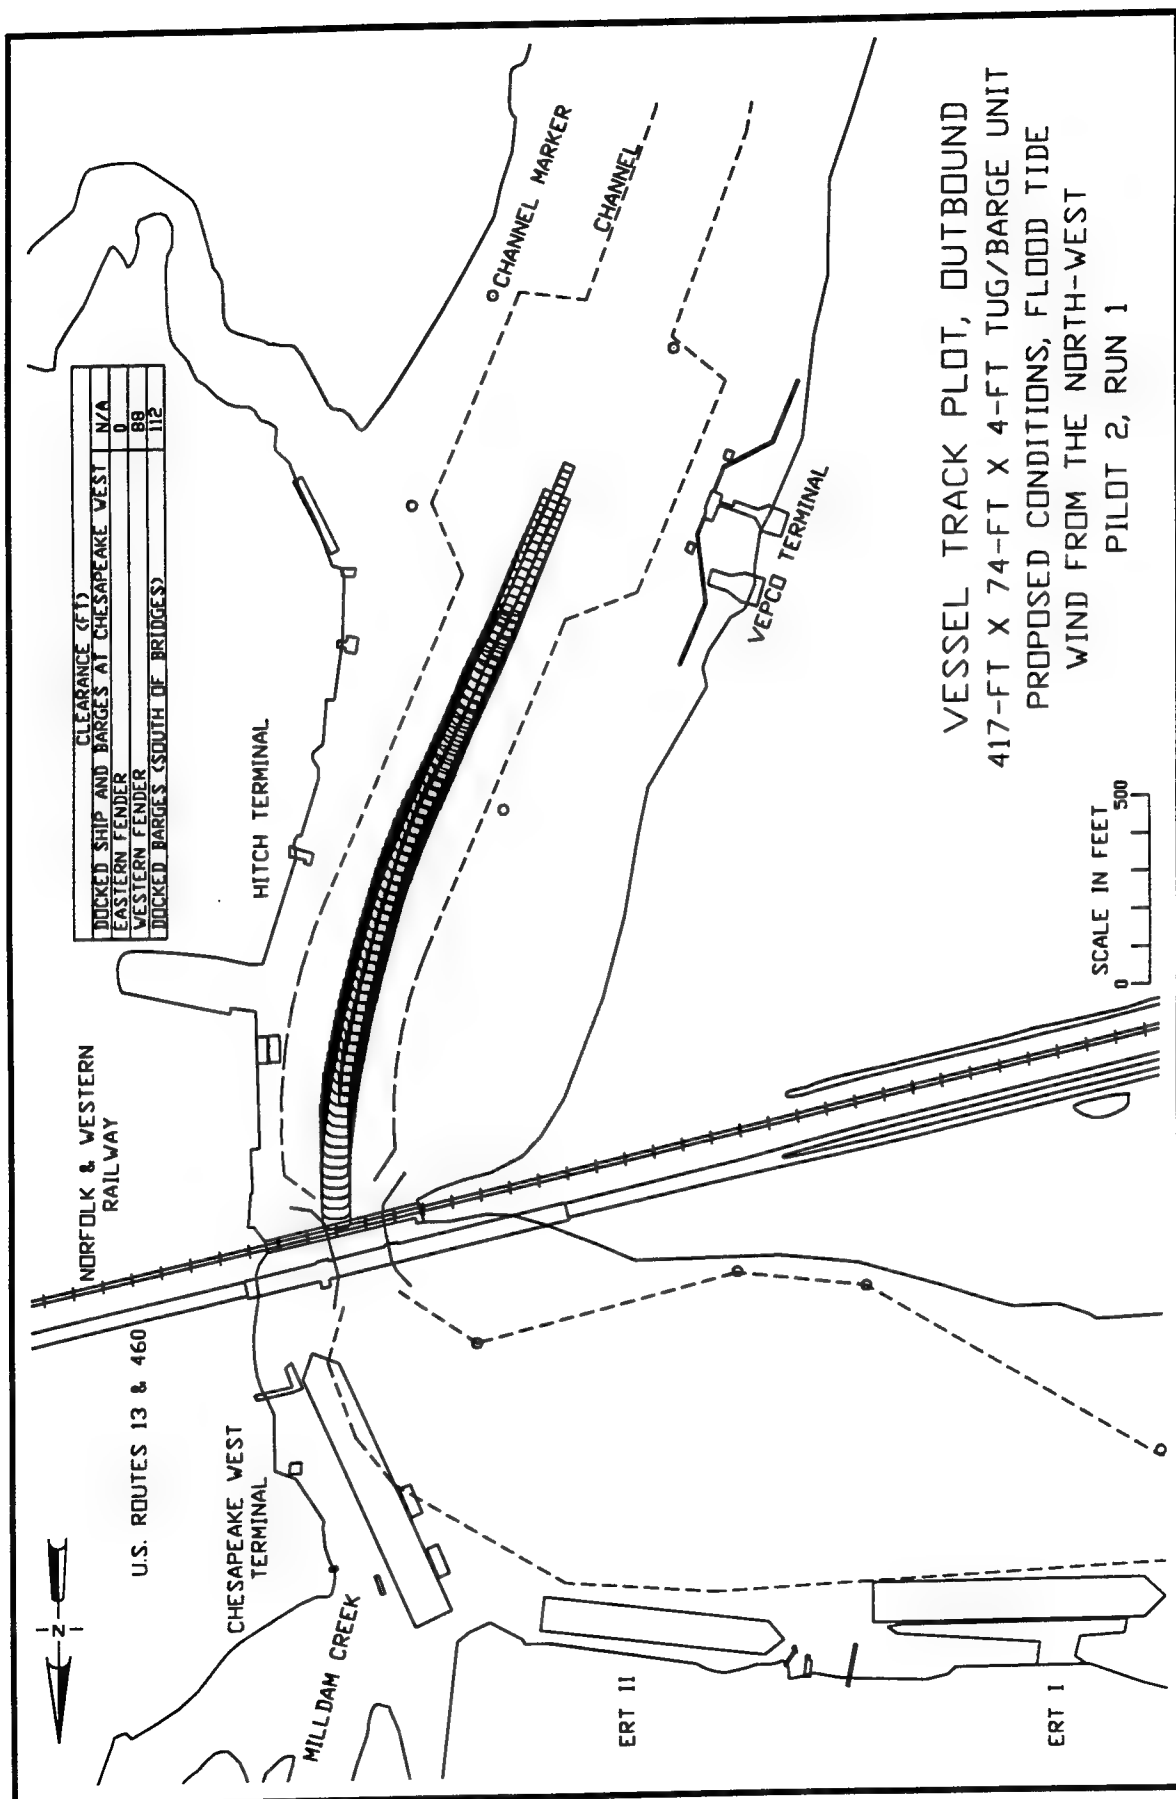 CLEARANCE (FT)
DOCKED SHIP AND BARGES AT CHESAPEAKE WEST N/A
EASTERN FENDER 0
WESTERN FENDER 88
DOCKED BARGES (SOUTH OF BRIDGES) 112
N
U.S. ROUTES 13 & 460
NORFOLK & WESTERN
RAILWAY
HITCH TERMINAL
CHESAPEAKE WEST
TERMINAL
MILLDAM CREEK
CHANNEL MARKER
CHANNEL
VEPCO TERMINAL
ERT II
ERT I
SCALE IN FEET
0 500
VESSEL TRACK PLOT, OUTBOUND
417-FT X 74-FT X 4-FT TUG/BARGE UNIT
PROPOSED CONDITIONS, FLOOD TIDE
WIND FROM THE NORTH-WEST
PILOT 2, RUN 1